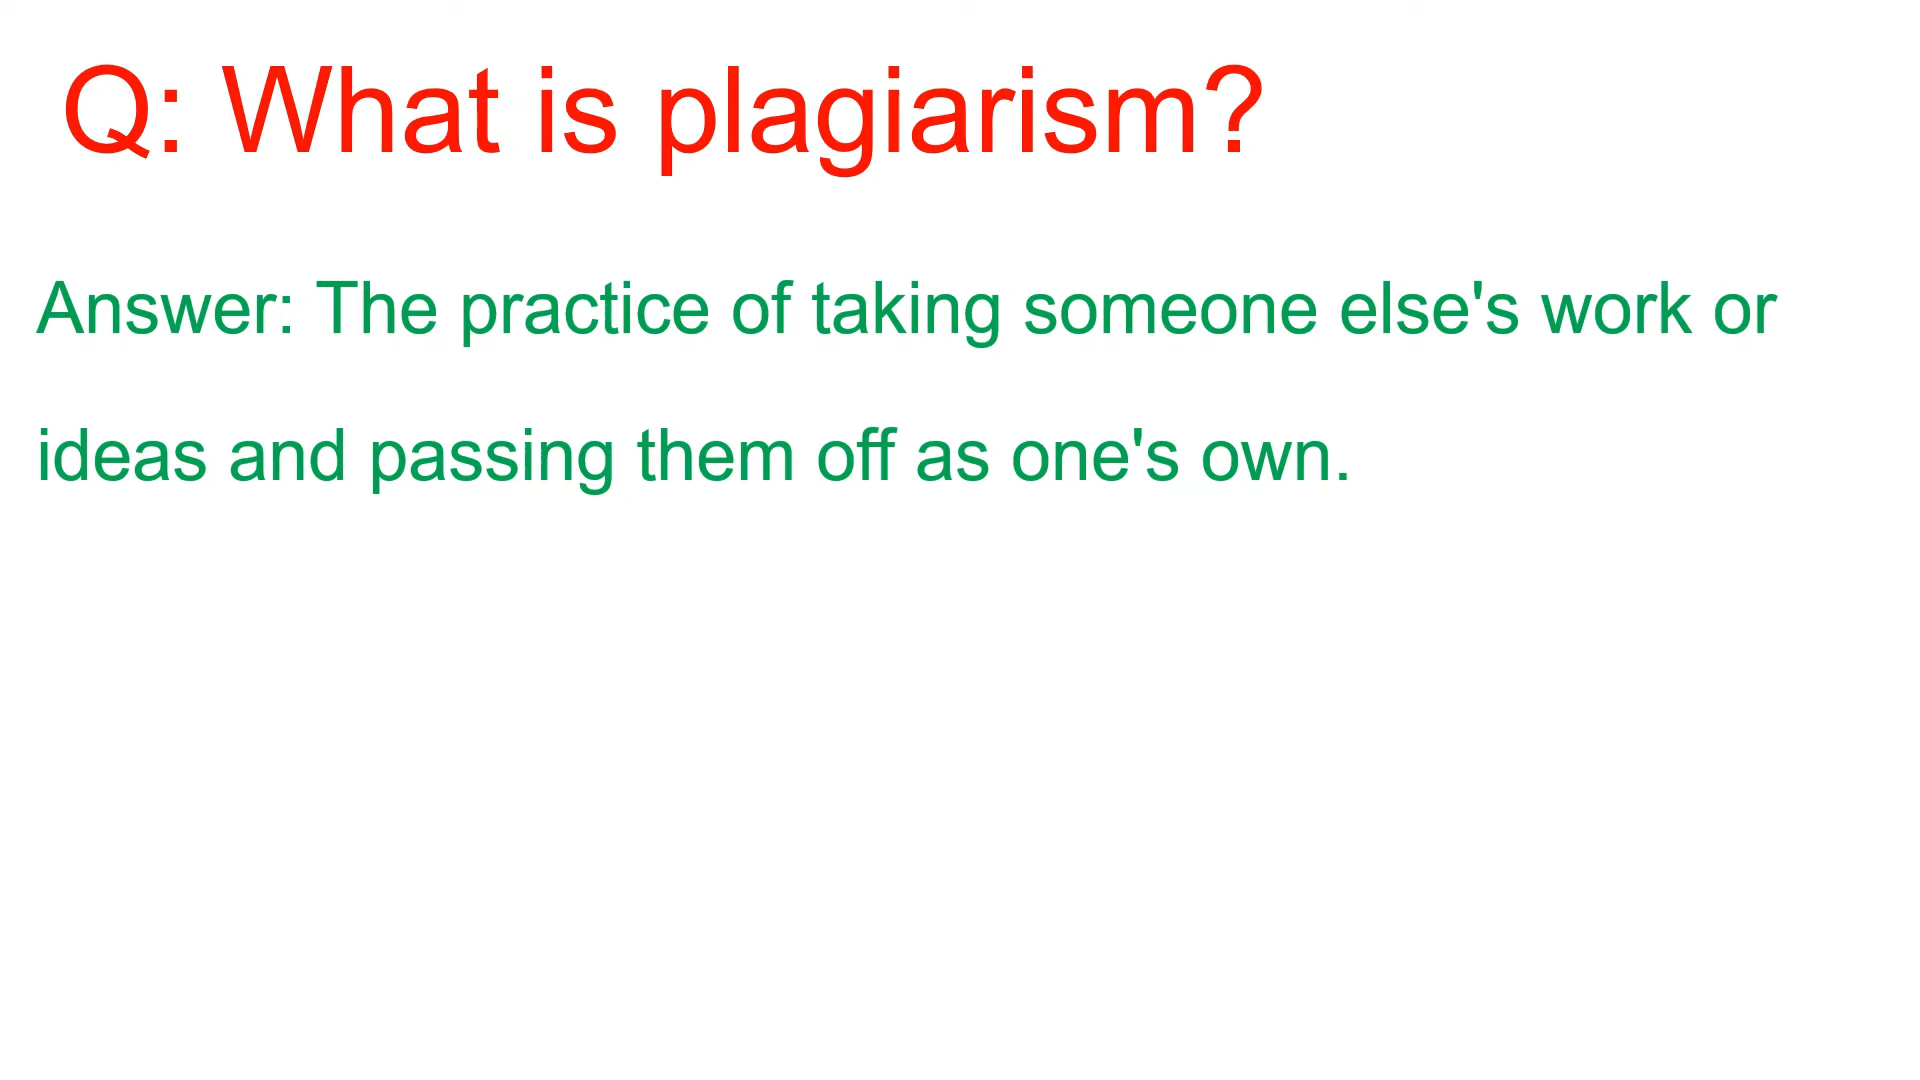 Q: What is plagiarism?
Answer: The practice of taking someone else's work or
ideas and passing them off as one's own.